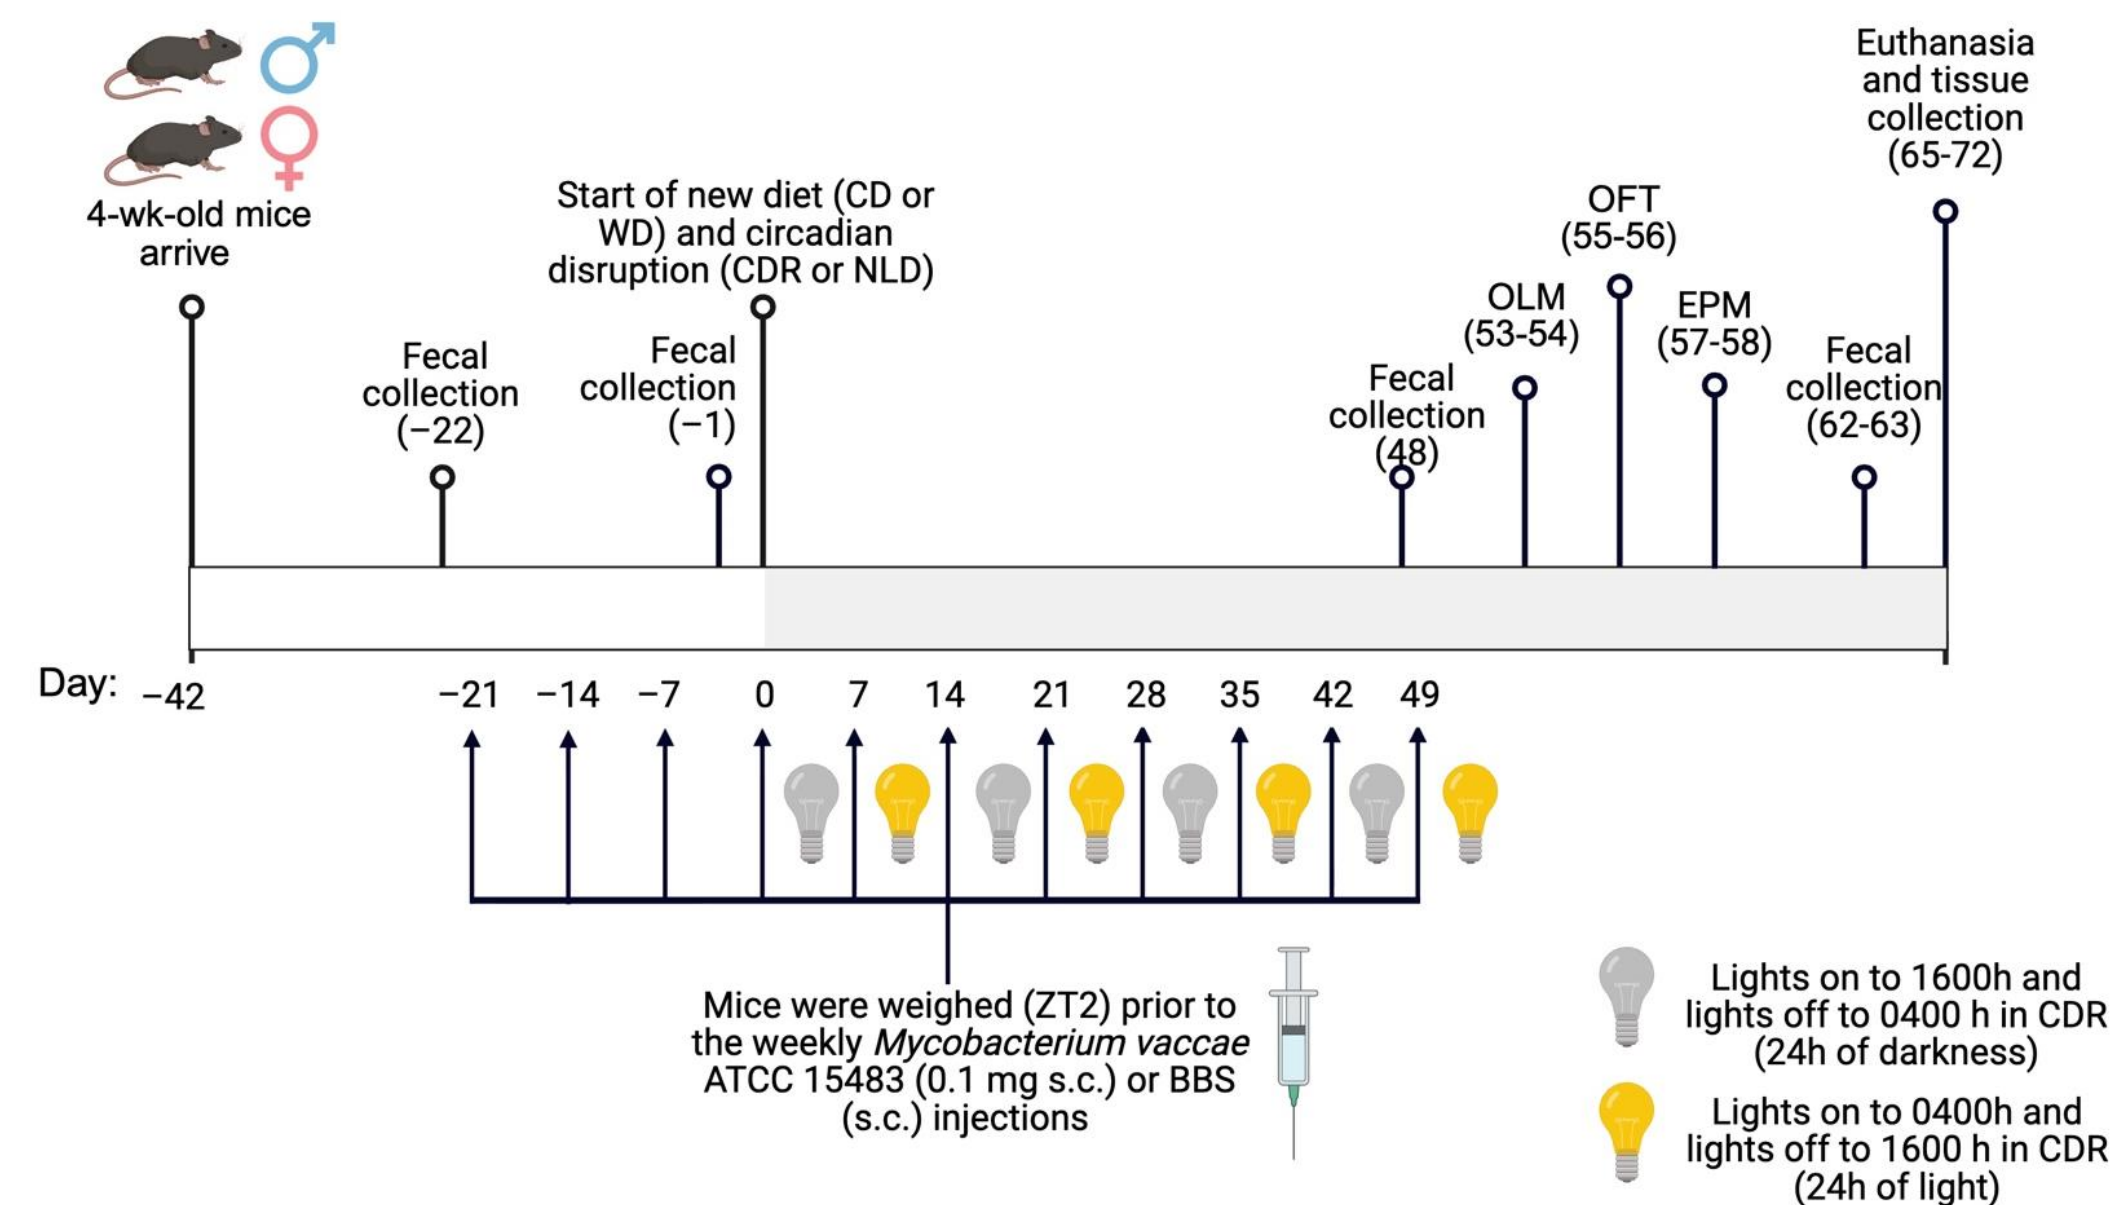 4-wk-old mice
arrive
Fecal
collection
(−22)
Fecal
collection
(−1)
Start of new diet (CD or
WD) and circadian
disruption (CDR or NLD)
Fecal
collection
(48)
OLM
(53-54)
OFT
(55-56)
EPM
(57-58)
Fecal
collection
(62-63)
Euthanasia
and tissue
collection
(65-72)
Day: −42 −21 −14 −7 0 7 14 21 28 35 42 49
Mice were weighed (ZT2) prior to
the weekly Mycobacterium vaccae
ATCC 15483 (0.1 mg s.c.) or BBS
(s.c.) injections
Lights on to 1600h and
lights off to 0400 h in CDR
(24h of darkness)
Lights on to 0400h and
lights off to 1600 h in CDR
(24h of light)